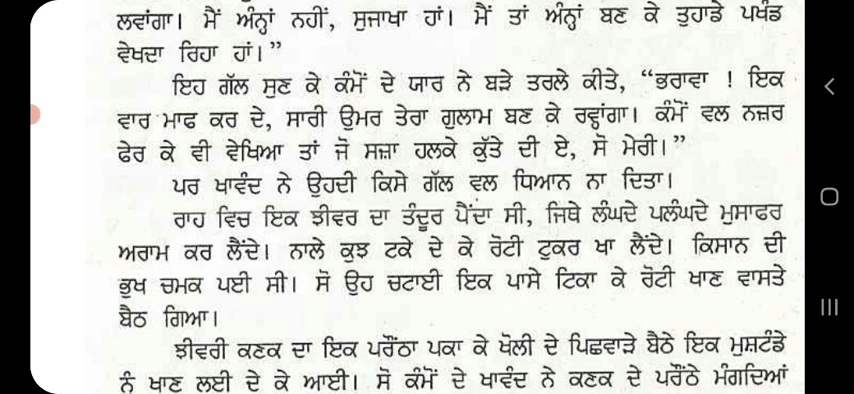 ਲਵਾਂਗਾ। ਮੈਂ ਅੰਨ੍ਹਾਂ ਨਹੀਂ, ਸੁਜਾਖਾ ਹਾਂ। ਮੈਂ ਤਾਂ ਅੰਨ੍ਹਾਂ ਬਣ ਕੇ ਤੁਹਾਡੇ ਪਖੰਡ
ਵੇਖਦਾ ਰਿਹਾ ਹਾਂ।”
ਇਹ ਗੱਲ ਸੁਣ ਕੇ ਕੰਮੋਂ ਦੇ ਯਾਰ ਨੇ ਬੜੇ ਤਰਲੇ ਕੀਤੇ, “ਭਰਾਵਾ ! ਇਕ
ਵਾਰ ਮਾਫ ਕਰ ਦੇ, ਸਾਰੀ ਉਮਰ ਤੇਰਾ ਗੁਲਾਮ ਬਣ ਕੇ ਰਵ੍ਹਾਂਗਾ। ਕੰਮੋਂ ਵਲ ਨਜ਼ਰ
ਫੇਰ ਕੇ ਵੀ ਵੇਖਿਆ ਤਾਂ ਜੋ ਸਜ਼ਾ ਹਲਕੇ ਕੁੱਤੇ ਦੀ ਏ, ਸੋ ਮੇਰੀ।”
ਪਰ ਖਾਵੰਦ ਨੇ ਉਹਦੀ ਕਿਸੇ ਗੱਲ ਵਲ ਧਿਆਨ ਨਾ ਦਿਤਾ।
ਰਾਹ ਵਿਚ ਇਕ ਝੀਵਰ ਦਾ ਤੰਦੂਰ ਪੈਂਦਾ ਸੀ, ਜਿਥੇ ਲੰਘਦੇ ਪਲੰਘਦੇ ਮੁਸਾਫਰ
ਅਰਾਮ ਕਰ ਲੈਂਦੇ। ਨਾਲੇ ਕੁਝ ਟਕੇ ਦੇ ਕੇ ਰੋਟੀ ਟੁਕਰ ਖਾ ਲੈਂਦੇ। ਕਿਸਾਨ ਦੀ
ਭੁਖ ਚਮਕ ਪਈ ਸੀ। ਸੋ ਉਹ ਚਟਾਈ ਇਕ ਪਾਸੇ ਟਿਕਾ ਕੇ ਰੋਟੀ ਖਾਣ ਵਾਸਤੇ
ਬੈਠ ਗਿਆ।
ਝੀਵਰੀ ਕਣਕ ਦਾ ਇਕ ਪਰੌਂਠਾ ਪਕਾ ਕੇ ਖੋਲੀ ਦੇ ਪਿਛਵਾੜੇ ਬੈਠੇ ਇਕ ਮੁਸ਼ਟੰਡੇ
ਨੂੰ ਖਾਣ ਲਈ ਦੇ ਕੇ ਆਈ। ਸੋ ਕੰਮੋਂ ਦੇ ਖਾਵੰਦ ਨੇ ਕਣਕ ਦੇ ਪਰੌਂਠੇ ਮੰਗਦਿਆਂ